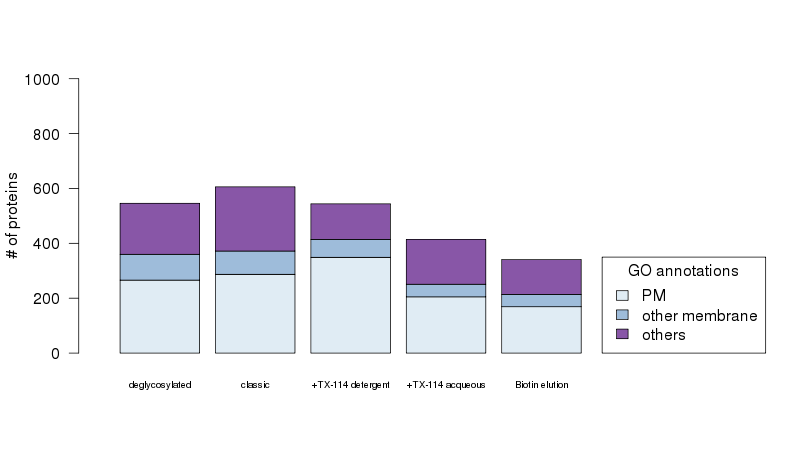 1000
800
600
400
200
0
# of proteins
deglycosylated
classic
+TX-114 detergent
+TX-114 acqueous
Biotin elution
GO annotations
PM
other membrane
others